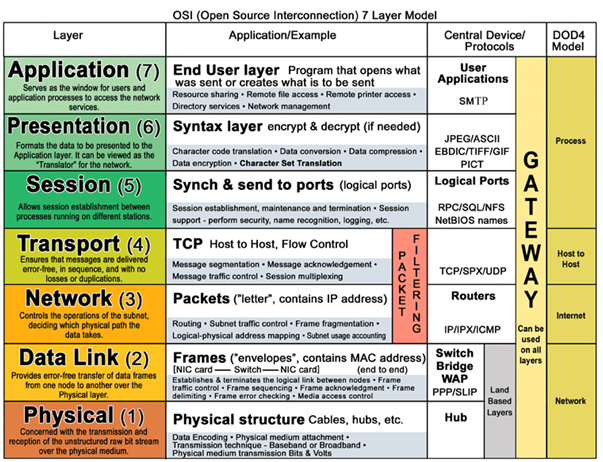 OSI (Open Source Interconnection) 7 Layer Model
Layer
Application/Example
Central Device/
Protocols
DOD4
Model
Application (7)
Serves as the window for users and
application processes to access the network
services.
End User layer Program that opens what
was sent or creates what is to be sent
Resource sharing • Remote file access • Remote printer access •
Directory services • Network management
User
Applications
SMTP
Presentation (6)
Formats the data to be presented to the
Application layer. It can be viewed as the
"Translator" for the network.
Syntax layer encrypt & decrypt (if needed)
Character code translation • Data conversion • Data compression •
Data encryption • Character Set Translation
JPEG/ASCII
EBDIC/TIFF/GIF
PICT
Process
Session (5)
Allows session establishment between
processes running on different stations.
Synch & send to ports (logical ports)
Session establishment, maintenance and termination • Session
support - perform security, name recognition, logging, etc.
Logical Ports
RPC/SQL/NFS
NetBIOS names
Transport (4)
Ensures that messages are delivered
error-free, in sequence, and with no
losses or duplications.
TCP Host to Host, Flow Control
Message segmentation • Message acknowledgement •
Message traffic control • Session multiplexing
PACKET
FILTERING
TCP/SPX/UDP
Host to
Host
Network (3)
Controls the operations of the subnet,
deciding which physical path the
data takes.
Packets ("letter", contains IP address)
Routing • Subnet traffic control • Frame fragmentation •
Logical-physical address mapping • Subnet usage accounting
Routers
IP/IPX/ICMP
Internet
GATEWAY
Can be
used on
all layers
Data Link (2)
Provides error-free transfer of data frames
from one node to another over the
Physical layer.
Frames ("envelopes", contains MAC address)
[NIC card — Switch — NIC card] (end to end)
Establishes & terminates the logical link between nodes • Frame
traffic control • Frame sequencing • Frame acknowledgment • Frame
delimiting • Frame error checking • Media access control
Switch
Bridge
WAP
PPP/SLIP
Land
Based
Layers
Network
Physical (1)
Concerned with the transmission and
reception of the unstructured raw bit stream
over the physical medium.
Physical structure Cables, hubs, etc.
Data Encoding • Physical medium attachment •
Transmission technique - Baseband or Broadband •
Physical medium transmission Bits & Volts
Hub